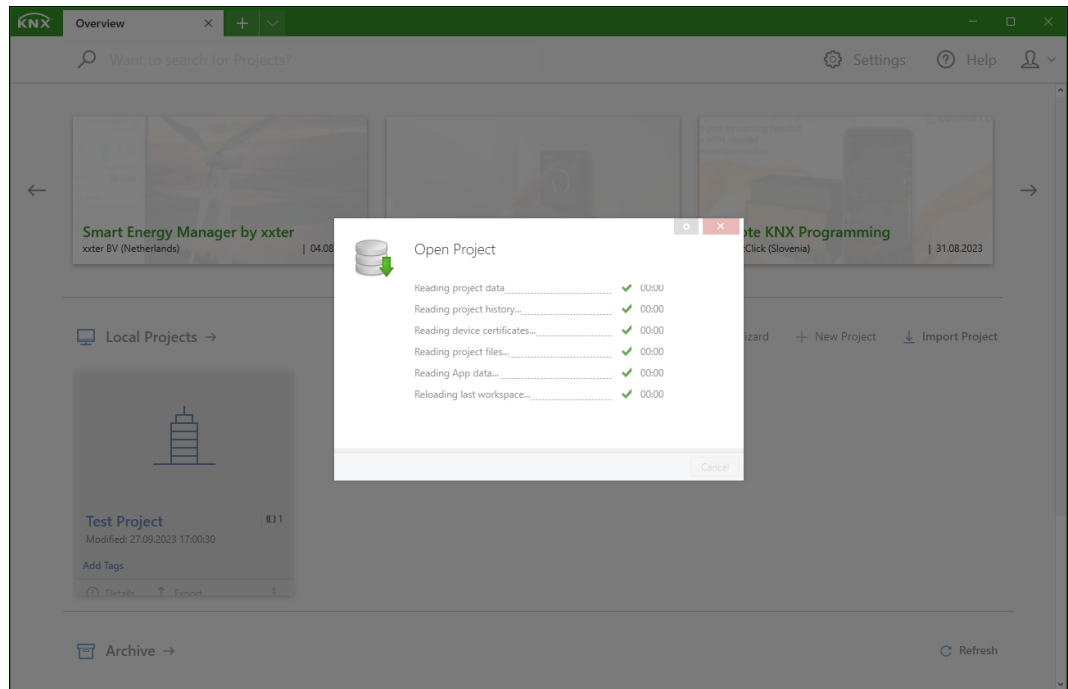 KNX
Overview
Want to search for Projects?
Settings
Help
Smart Energy Manager by xxter
xxter BV (Netherlands) | 04.08
ote KNX Programming
Click (Slovenia) | 31.08.2023
Open Project
Reading project data 00:00
Reading project history... 00:00
Reading device certificates... 00:00
Reading project files... 00:00
Reading App data... 00:00
Reloading last workspace... 00:00
Cancel
Local Projects →
izard + New Project Import Project
Test Project 1
Modified: 27.09.2023 17:00:30
Add Tags
Details Export
Archive →
Refresh